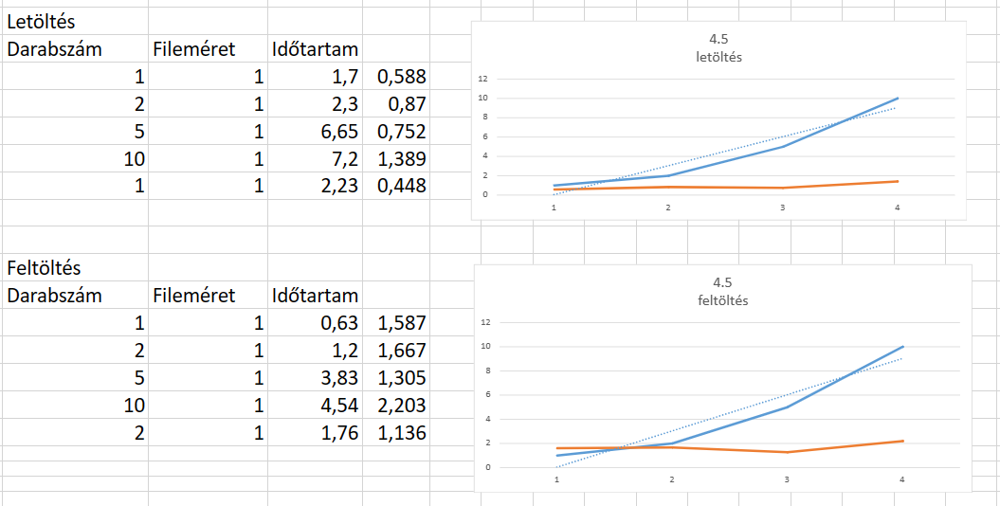 Letöltés
Darabszám Fileméret Időtartam
1 1 1,7 0,588
2 1 2,3 0,87
5 1 6,65 0,752
10 1 7,2 1,389
1 1 2,23 0,448
4.5
letöltés
12
10
8
6
4
2
0
1 2 3 4
Feltöltés
Darabszám Fileméret Időtartam
1 1 0,63 1,587
2 1 1,2 1,667
5 1 3,83 1,305
10 1 4,54 2,203
2 1 1,76 1,136
4.5
feltöltés
12
10
8
6
4
2
0
1 2 3 4